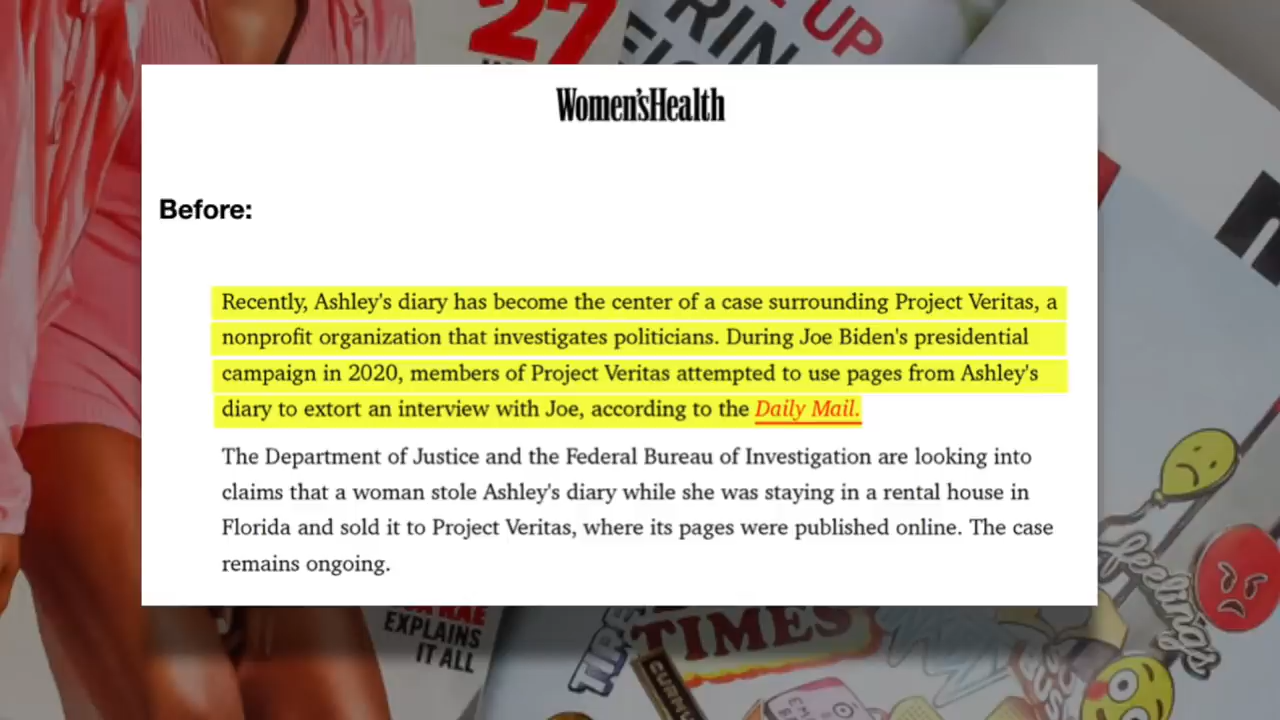 27
UP
RIN
Women'sHealth
Before:
Recently, Ashley's diary has become the center of a case surrounding Project Veritas, a
nonprofit organization that investigates politicians. During Joe Biden's presidential
campaign in 2020, members of Project Veritas attempted to use pages from Ashley's
diary to extort an interview with Joe, according to the Daily Mail.
The Department of Justice and the Federal Bureau of Investigation are looking into
claims that a woman stole Ashley's diary while she was staying in a rental house in
Florida and sold it to Project Veritas, where its pages were published online. The case
remains ongoing.
feelings
EXPLAINS
IT ALL
TIMES